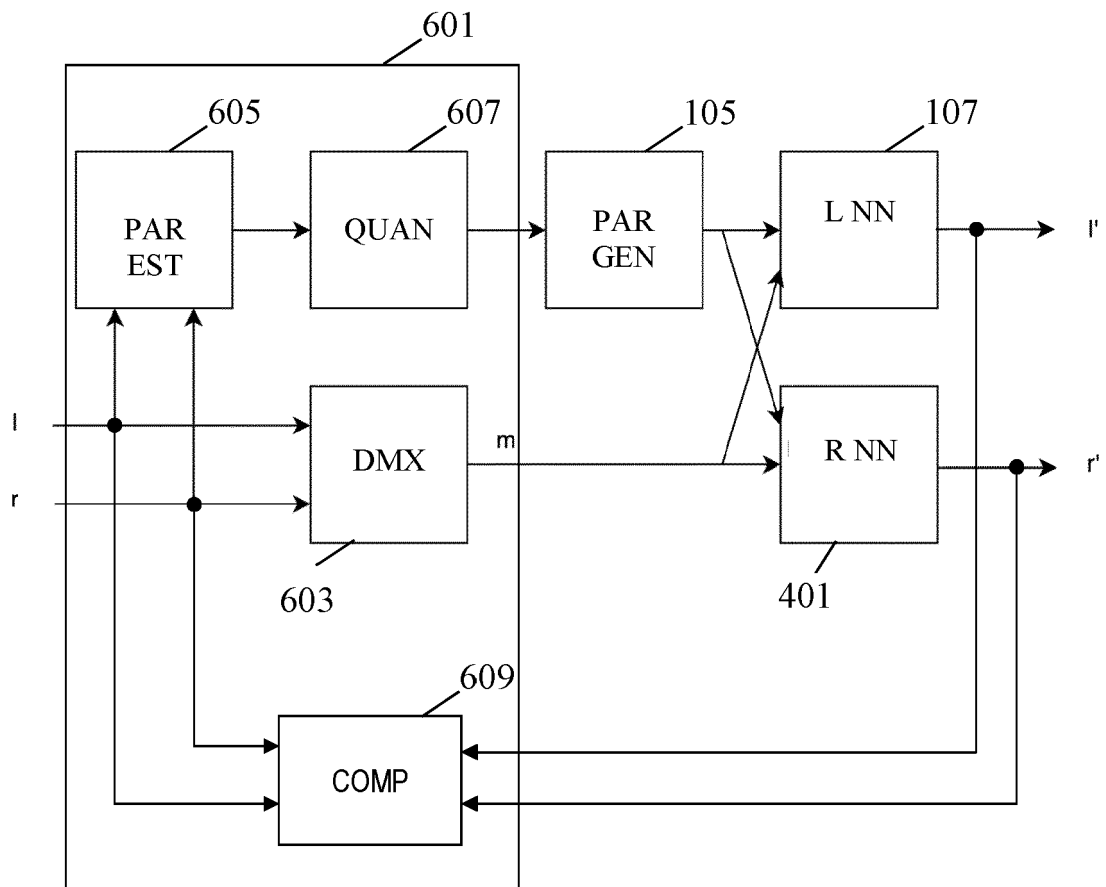 601
605
607
105
107
PAR
EST
QUAN
PAR
GEN
L NN
l'
l
r
DMX
m
R NN
r'
603
401
609
COMP